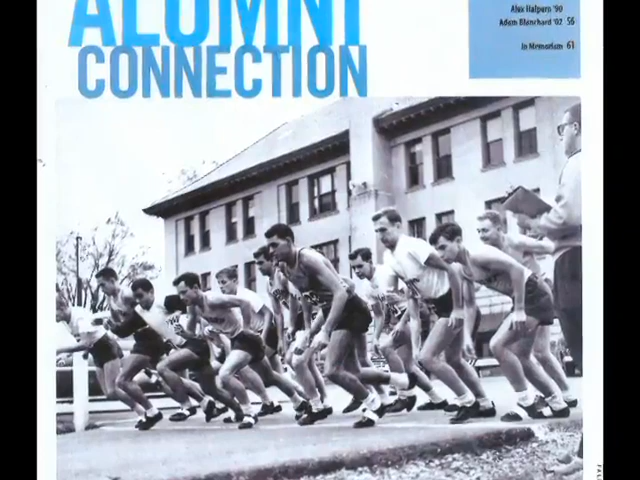 ALUMNI
CONNECTION
Alex Halpern '90
Adam Blanchard '02 56
In Memoriam 61